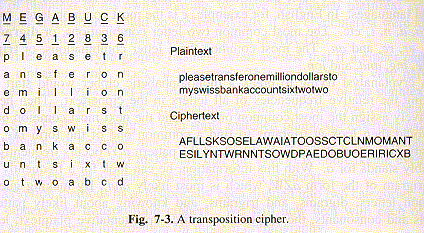 M E G A B U C K
7 4 5 1 2 8 3 6
p l e a s e t r
a n s f e r o n
e m i l l i o n
d o l l a r s t
o m y s w i s s
b a n k a c c o
u n t s i x t w
o t w o a b c d
Plaintext
pleasetransferonemilliondollarsto
myswissbankaccountsixtwotwo
Ciphertext
AFLLSKSOSELAWAIATOOSSCTCLNMOMANT
ESILYNTWRNNTSOWDPAEDOBUOERIRICXB
Fig. 7-3. A transposition cipher.